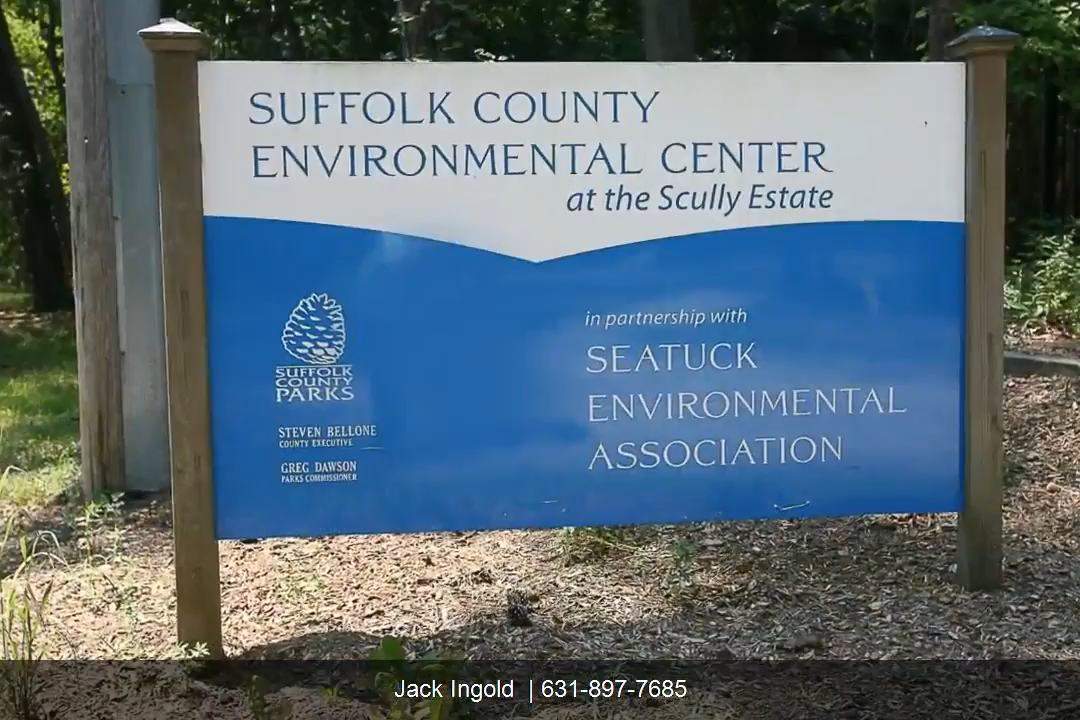 SUFFOLK COUNTY
ENVIRONMENTAL CENTER
at the Scully Estate
in partnership with
SEATUCK
ENVIRONMENTAL
ASSOCIATION
SUFFOLK
COUNTY
PARKS
STEVEN BELLONE
COUNTY EXECUTIVE
GREG DAWSON
PARKS COMMISSIONER
Jack Ingold | 631-897-7685